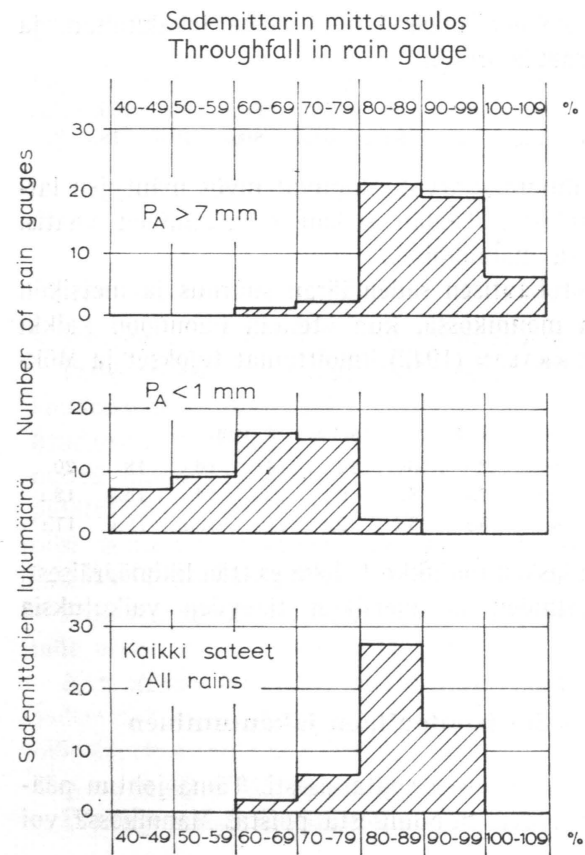 Sademittarin mittaustulos
Throughfall in rain gauge
40-49 50-59 60-69 70-79 80-89 90-99 100-109 %
30
20
10
0
P_A > 7 mm
20
10
0
P_A < 1 mm
30
20
10
0
Kaikki sateet
All rains
40-49 50-59 60-69 70-79 80-89 90-99 100-109 %
Sademittarien lukumäärä Number of rain gauges